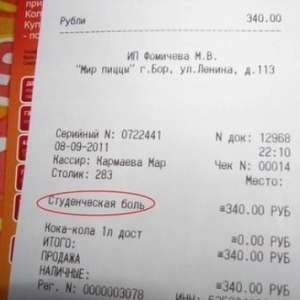 Рубли 340.00
ИП Фомичева М.В.
"Мир пиццы" г.Бор, ул.Ленина, д.113
Серийный N 0722441 N док: 12968
08-09-2011 22:10
Кассир: Кармаева Мар Чек N 00014
Столик: 283 Место:
Студенческая боль
≡340.00 РУБ
Кока-кола 1л дост
≡0.00 РУБ
ИТОГО: ≡340.00 РУБ
ПРОДАЖА
НАЛИЧНЫЕ: ≡340.00 РУБ
Рег. N 0000003078 ИНН